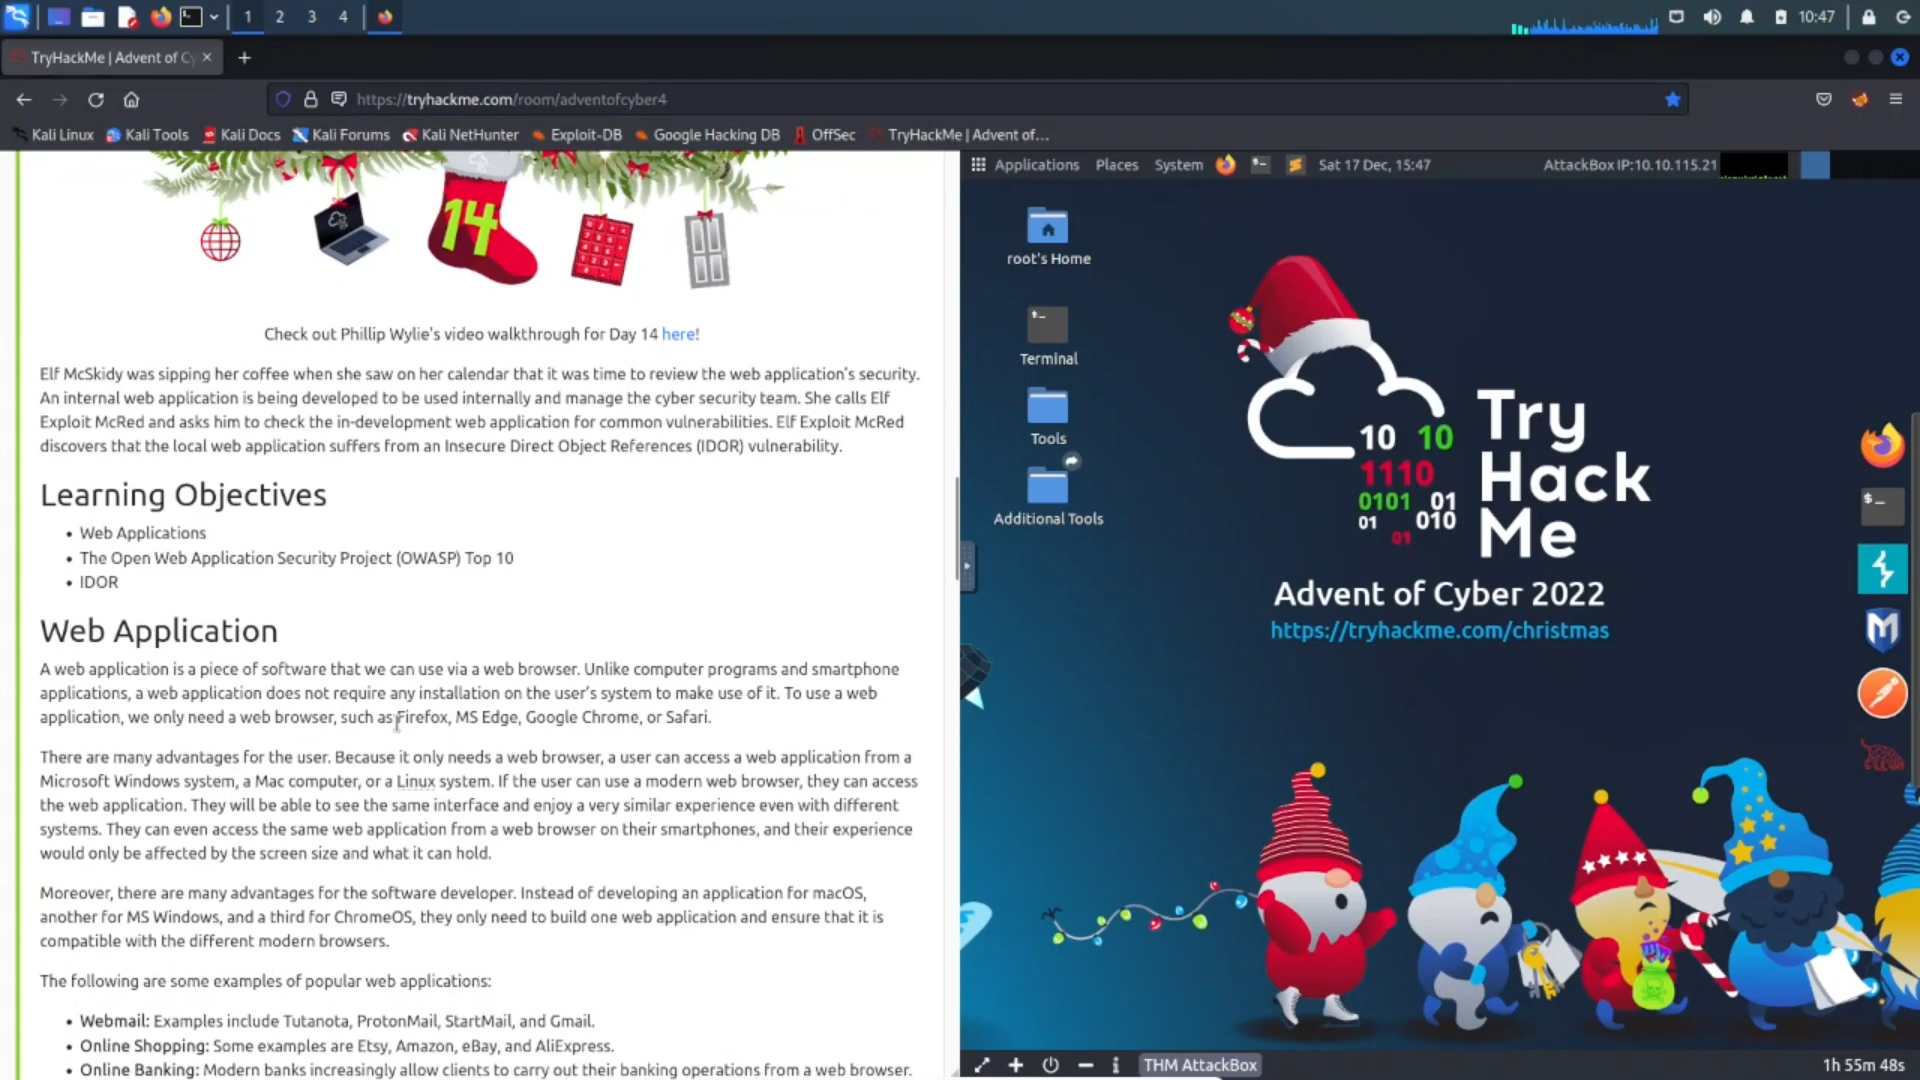 1 2 3 4 10:47
TryHackMe | Advent of Cy
https://tryhackme.com/room/adventofcyber4
Kali Linux Kali Tools Kali Docs Kali Forums Kali NetHunter Exploit-DB Google Hacking DB OffSec TryHackMe | Advent of...
14
Check out Phillip Wylie's video walkthrough for Day 14 here!
Elf McSkidy was sipping her coffee when she saw on her calendar that it was time to review the web application's security.
An internal web application is being developed to be used internally and manage the cyber security team. She calls Elf
Exploit McRed and asks him to check the in-development web application for common vulnerabilities. Elf Exploit McRed
discovers that the local web application suffers from an Insecure Direct Object References (IDOR) vulnerability.
Learning Objectives
• Web Applications
• The Open Web Application Security Project (OWASP) Top 10
• IDOR
Web Application
A web application is a piece of software that we can use via a web browser. Unlike computer programs and smartphone
applications, a web application does not require any installation on the user's system to make use of it. To use a web
application, we only need a web browser, such as Firefox, MS Edge, Google Chrome, or Safari.
There are many advantages for the user. Because it only needs a web browser, a user can access a web application from a
Microsoft Windows system, a Mac computer, or a Linux system. If the user can use a modern web browser, they can access
the web application. They will be able to see the same interface and enjoy a very similar experience even with different
systems. They can even access the same web application from a web browser on their smartphones, and their experience
would only be affected by the screen size and what it can hold.
Moreover, there are many advantages for the software developer. Instead of developing an application for macOS,
another for MS Windows, and a third for ChromeOS, they only need to build one web application and ensure that it is
compatible with the different modern browsers.
The following are some examples of popular web applications:
• Webmail: Examples include Tutanota, ProtonMail, StartMail, and Gmail.
• Online Shopping: Some examples are Etsy, Amazon, eBay, and AliExpress.
• Online Banking: Modern banks increasingly allow clients to carry out their banking operations from a web browser.
Applications Places System Sat 17 Dec, 15:47 AttackBox IP:10.10.115.21
root's Home
Terminal
Tools
Additional Tools
10 10
1110
0101 01
01 010
01
Try
Hack
Me
Advent of Cyber 2022
https://tryhackme.com/christmas
THM AttackBox 1h 55m 48s